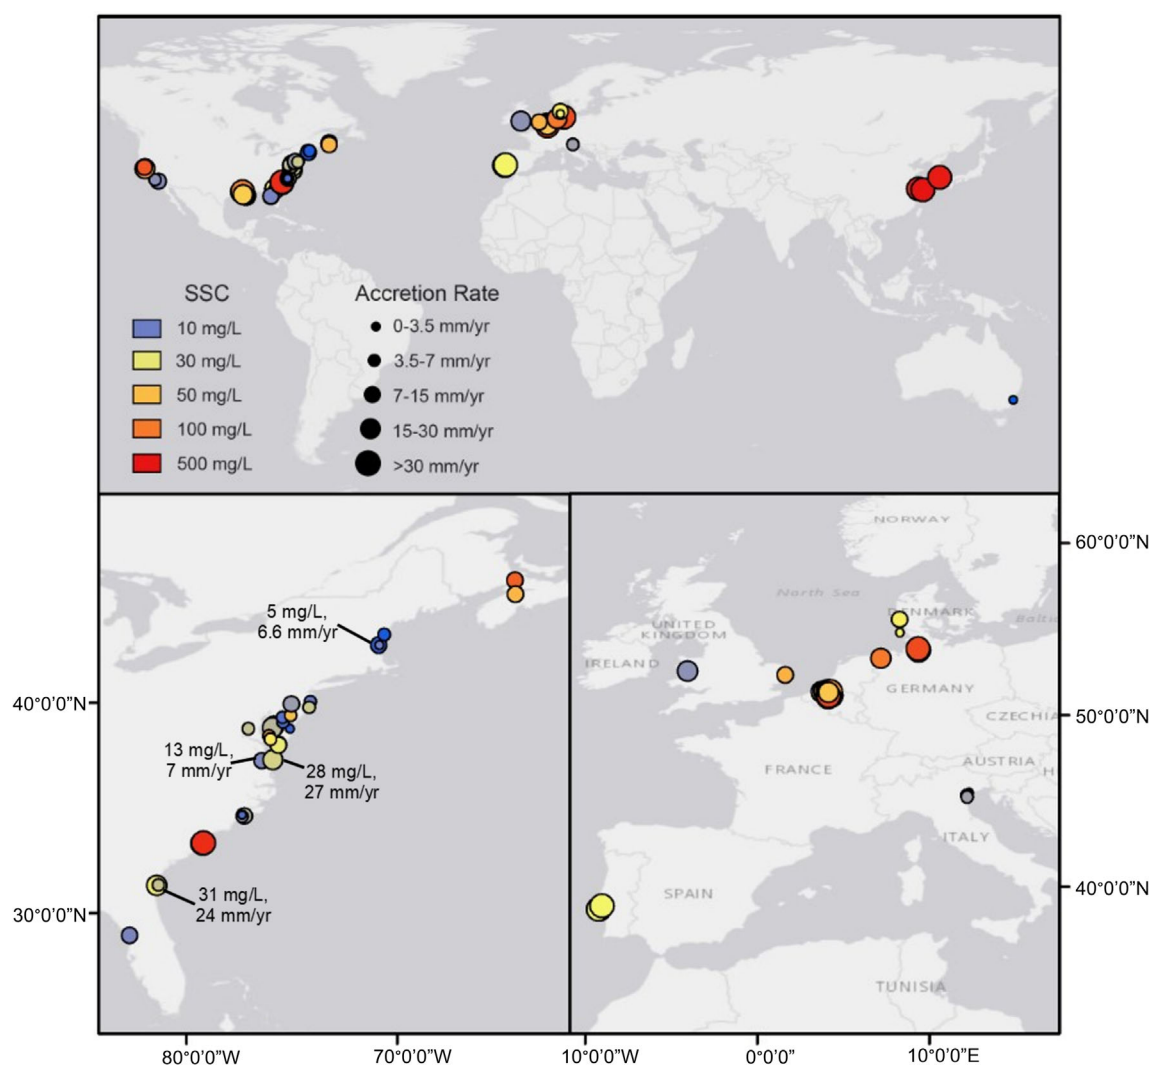 SSC
10 mg/L
30 mg/L
50 mg/L
100 mg/L
500 mg/L
Accretion Rate
0-3.5 mm/yr
3.5-7 mm/yr
7-15 mm/yr
15-30 mm/yr
>30 mm/yr
5 mg/L,
6.6 mm/yr
13 mg/L,
7 mm/yr
28 mg/L,
27 mm/yr
31 mg/L,
24 mm/yr
40°0'0"N
30°0'0"N
80°0'0"W
70°0'0"W
NORWAY
North Sea
DENMARK
Baltic
UNITED
KINGDOM
IRELAND
GERMANY
CZECHIA
FRANCE
AUSTRIA
H
ITALY
SPAIN
TUNISIA
60°0'0"N
50°0'0"N
40°0'0"N
10°0'0"W
0°0'0"
10°0'0"E